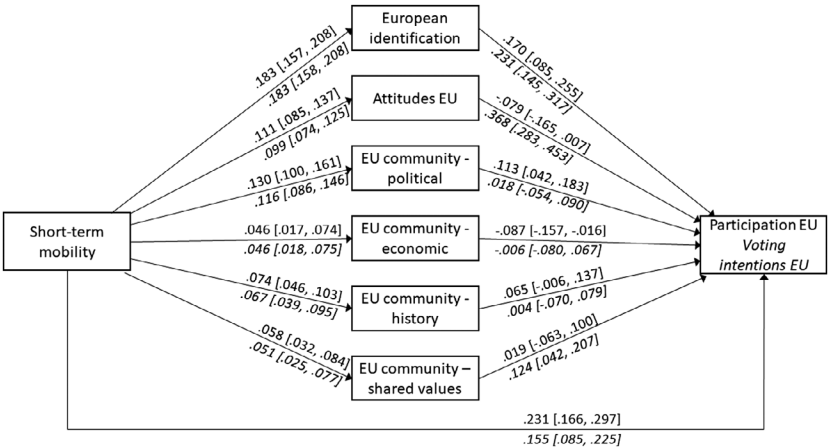 European
identification
.183 [.157, .208]
.183 [.158, .208]
.170 [.085, .255]
.231 [.145, .317]
Attitudes EU
.111 [.085, .137]
.099 [.074, .125]
-.079 [-.165, .007]
.368 [.283, .453]
EU community -
political
.130 [.100, .161]
.116 [.086, .146]
.113 [.042, .183]
.018 [-.054, .090]
Short-term
mobility
.046 [.017, .074]
.046 [.018, .075]
EU community -
economic
-.087 [-.157, -.016]
-.006 [-.080, .067]
Participation EU
Voting
intentions EU
.074 [.046, .103]
.067 [.039, .095]
EU community -
history
.065 [-.006, .137]
.004 [-.070, .079]
.058 [.032, .084]
.051 [.025, .077]
EU community –
shared values
.019 [-.063, .100]
.124 [.042, .207]
.231 [.166, .297]
.155 [.085, .225]